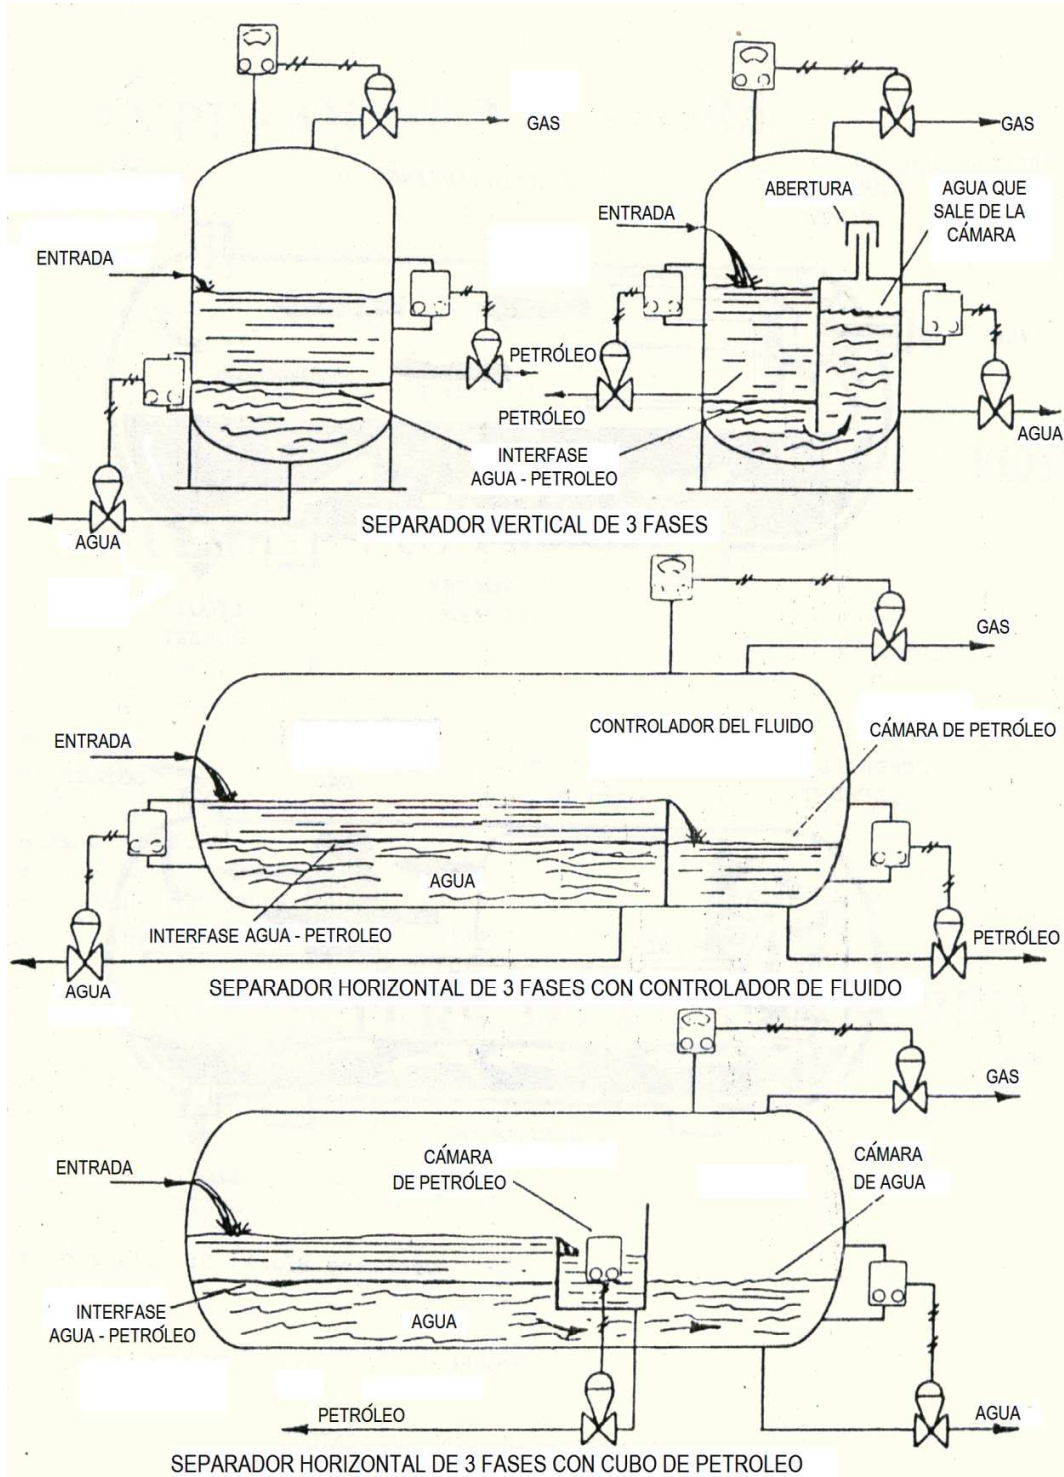 GAS
GAS
ABERTURA
AGUA QUE
SALE DE LA
CÁMARA
ENTRADA
ENTRADA
PETRÓLEO
PETRÓLEO
INTERFASE
AGUA - PETROLEO
AGUA
AGUA
SEPARADOR VERTICAL DE 3 FASES
GAS
CONTROLADOR DEL FLUIDO
CÁMARA DE PETRÓLEO
ENTRADA
AGUA
INTERFASE AGUA - PETROLEO
PETRÓLEO
AGUA
SEPARADOR HORIZONTAL DE 3 FASES CON CONTROLADOR DE FLUIDO
GAS
CÁMARA
DE PETRÓLEO
CÁMARA
DE AGUA
ENTRADA
INTERFASE
AGUA - PETRÓLEO
AGUA
PETRÓLEO
AGUA
SEPARADOR HORIZONTAL DE 3 FASES CON CUBO DE PETROLEO